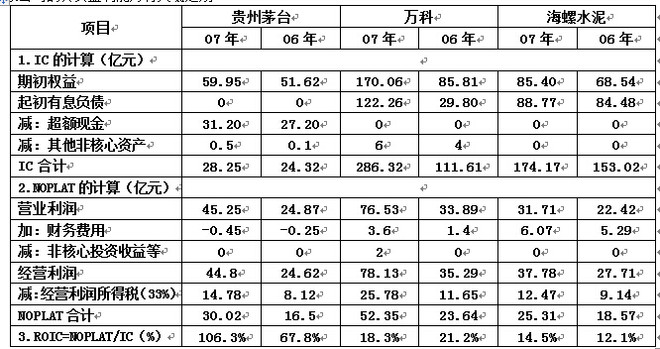 项目 贵州茅台 万科 海螺水泥
07 年 06 年 07 年 06 年 07 年 06 年
1.IC 的计算（亿元）
期初权益 59.95 51.62 170.06 85.81 85.40 68.54
起初有息负债 0 0 122.26 29.80 88.77 84.48
减：超额现金 31.20 27.20 0 0 0 0
减：其他非核心资产 0.5 0.1 6 4 0 0
IC 合计 28.25 24.32 286.32 111.61 174.17 153.02
2.NOPLAT 的计算（亿元）
营业利润 45.25 24.87 76.53 33.89 31.71 22.42
加：财务费用 -0.45 -0.25 3.6 1.4 6.07 5.29
减：非核心投资收益等 0 0 2 0 0 0
经营利润 44.8 24.62 78.13 35.29 37.78 27.71
减:经营利润所得税(33%) 14.78 8.12 25.78 11.65 12.47 9.14
NOPLAT 合计 30.02 16.5 52.35 23.64 25.31 18.57
3.ROIC=NOPLAT/IC（%） 106.3% 67.8% 18.3% 21.2% 14.5% 12.1%